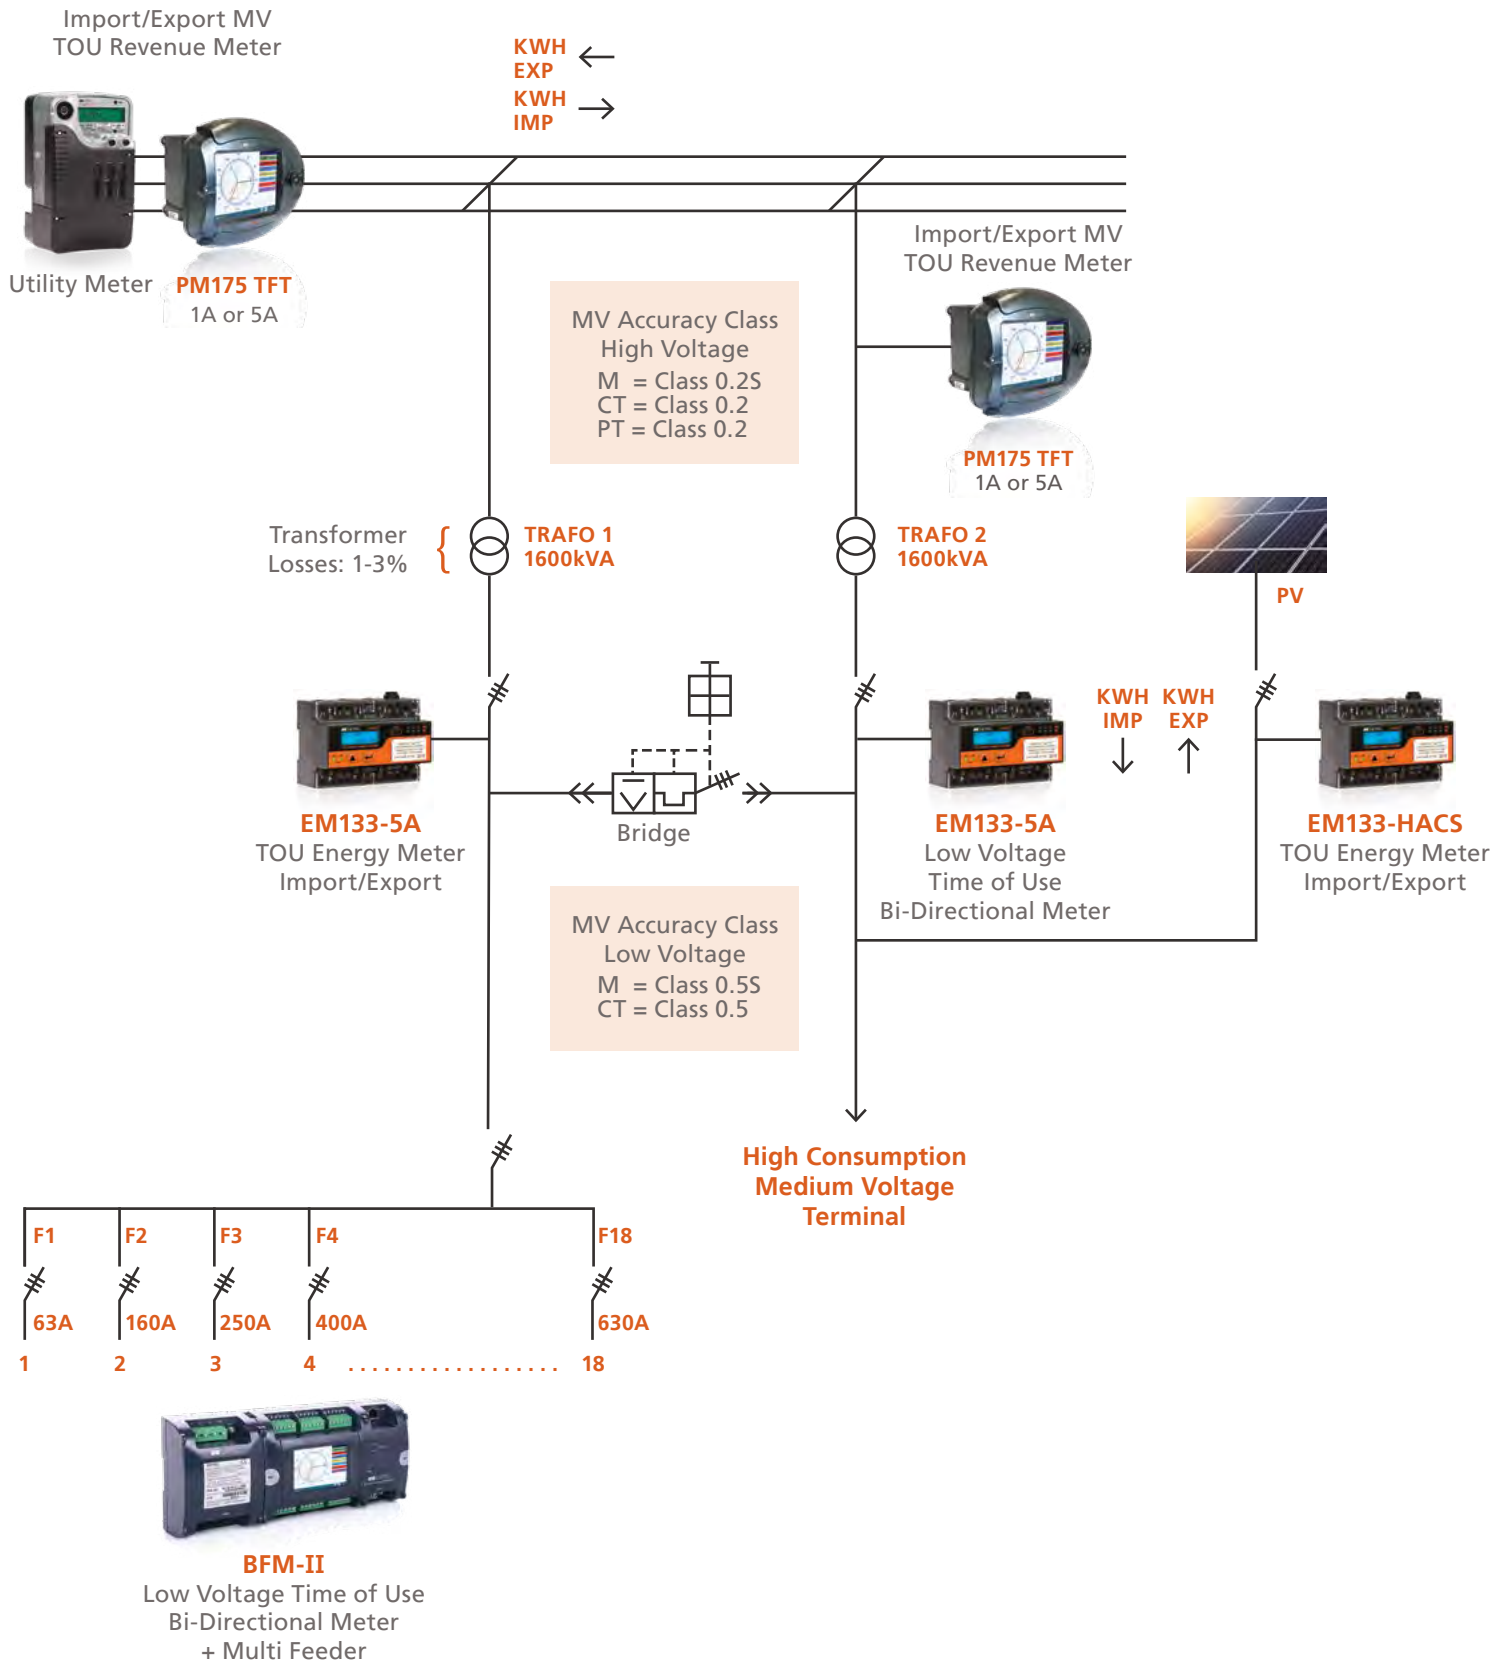 Import/Export MV
TOU Revenue Meter
KWH
EXP
KWH
IMP
Utility Meter
PM175 TFT
1A or 5A
Import/Export MV
TOU Revenue Meter
PM175 TFT
1A or 5A
MV Accuracy Class
High Voltage
M = Class 0.2S
CT = Class 0.2
PT = Class 0.2
Transformer
Losses: 1-3%
TRAFO 1
1600kVA
TRAFO 2
1600kVA
PV
KWH
IMP
KWH
EXP
EM133-5A
TOU Energy Meter
Import/Export
Bridge
EM133-5A
Low Voltage
Time of Use
Bi-Directional Meter
EM133-HACS
TOU Energy Meter
Import/Export
MV Accuracy Class
Low Voltage
M = Class 0.5S
CT = Class 0.5
High Consumption
Medium Voltage
Terminal
F1 F2 F3 F4 F18
63A 160A 250A 400A 630A
1 2 3 4 .................. 18
BFM-II
Low Voltage Time of Use
Bi-Directional Meter
+ Multi Feeder